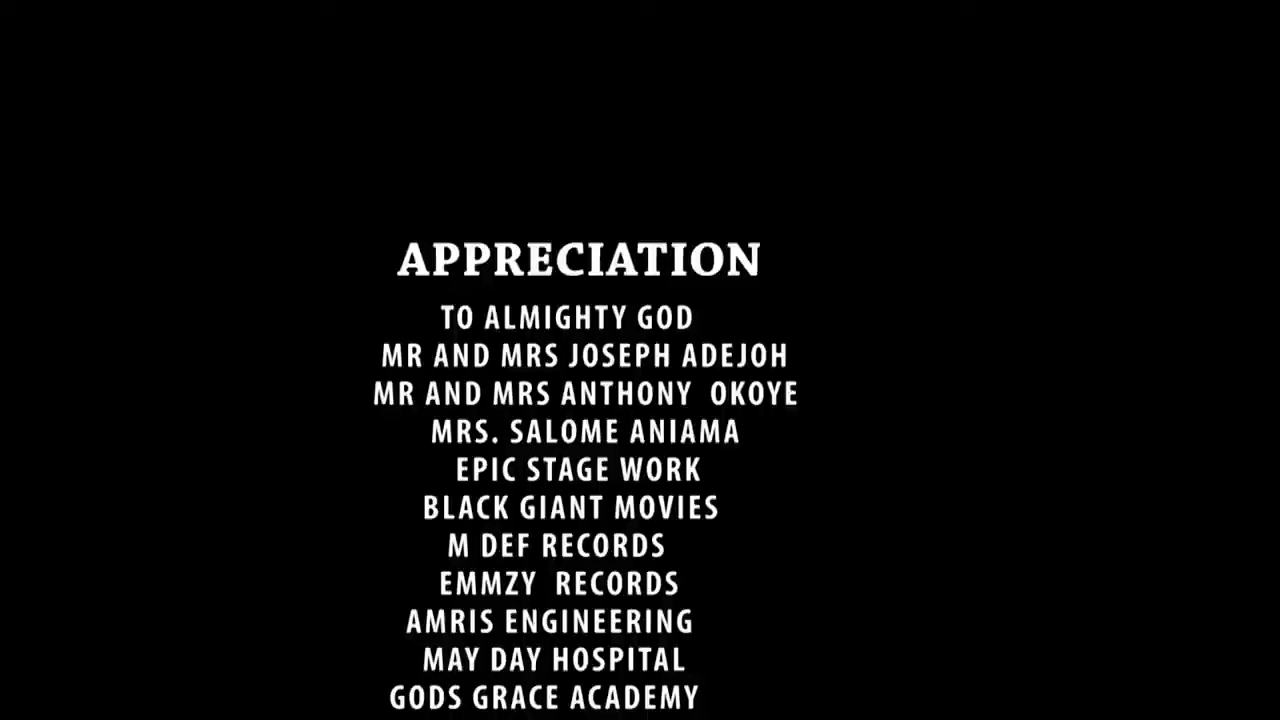 APPRECIATION
TO ALMIGHTY GOD
MR AND MRS JOSEPH ADEJOH
MR AND MRS ANTHONY  OKOYE
MRS. SALOME ANIAMA
EPIC STAGE WORK
BLACK GIANT MOVIES
M DEF RECORDS
EMMZY  RECORDS
AMRIS ENGINEERING
MAY DAY HOSPITAL
GODS GRACE ACADEMY